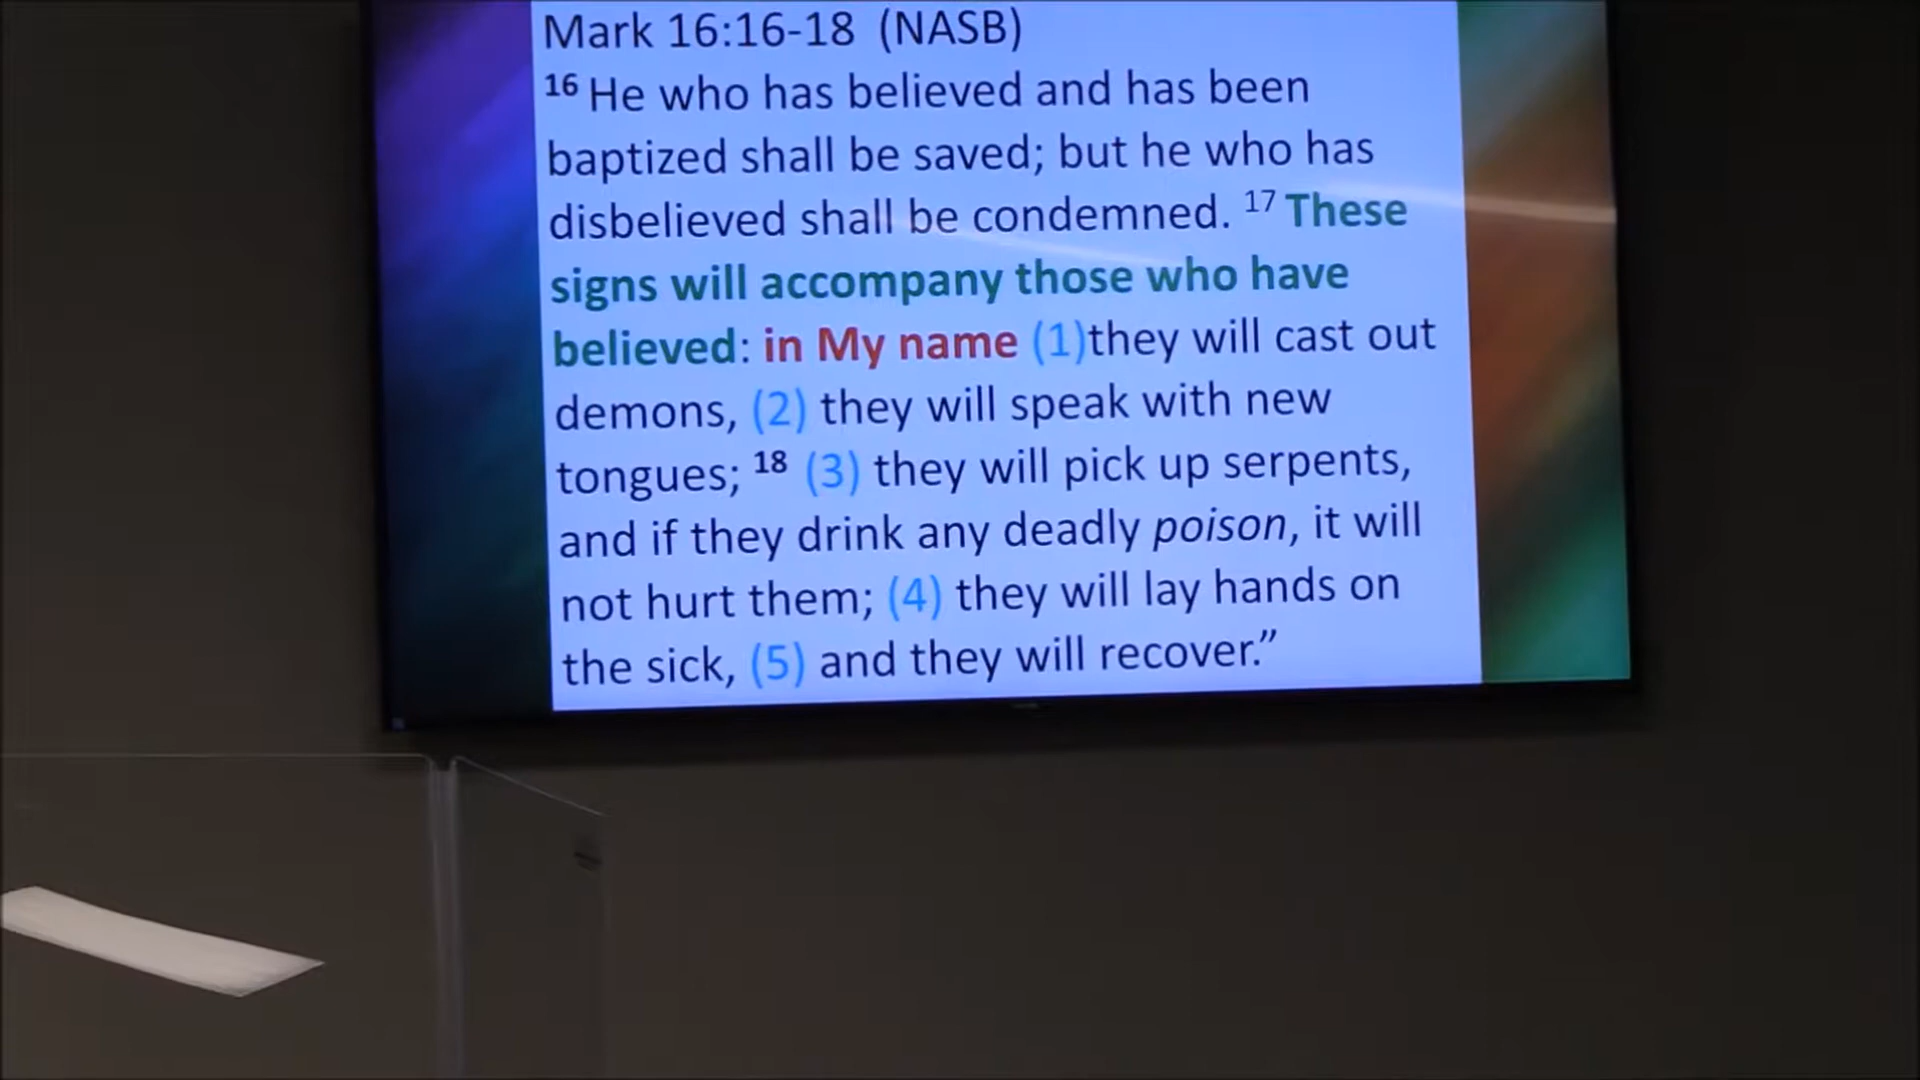 Mark 16:16-18 (NASB)
16 He who has believed and has been
baptized shall be saved; but he who has
disbelieved shall be condemned. 17 These
signs will accompany those who have
believed: in My name (1)they will cast out
demons, (2) they will speak with new
tongues; 18 (3) they will pick up serpents,
and if they drink any deadly poison, it will
not hurt them; (4) they will lay hands on
the sick, (5) and they will recover.”